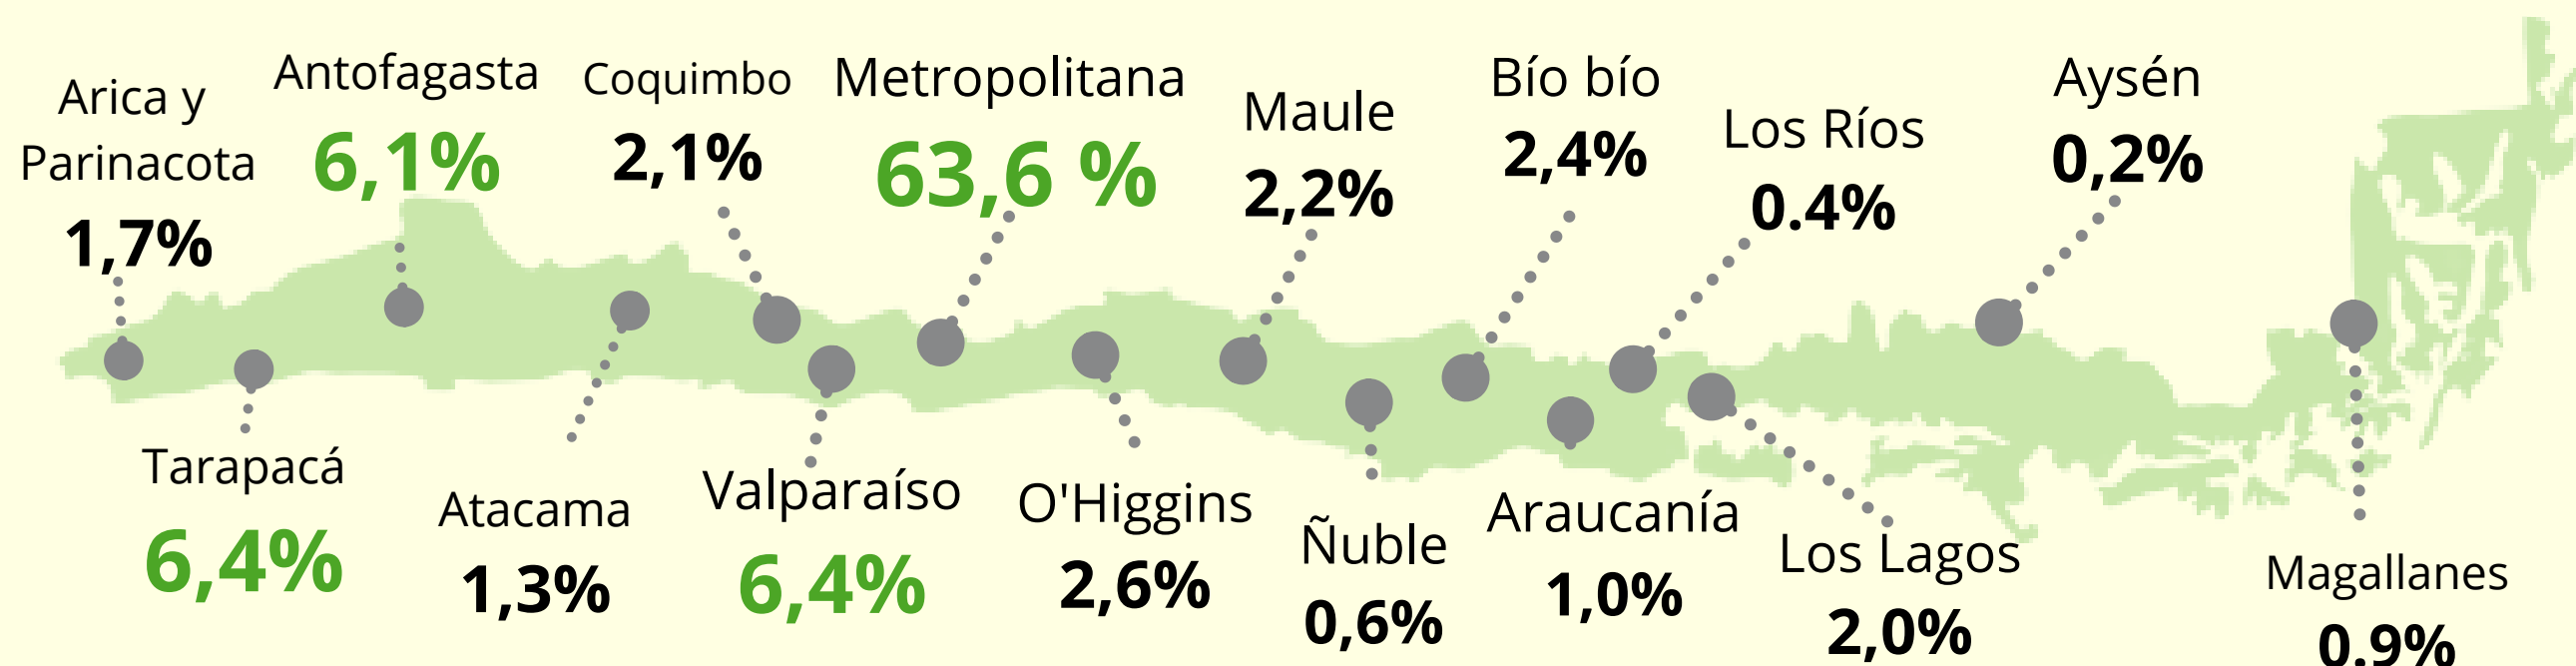 Arica y
Parinacota
1,7%
Tarapacá
6,4%
Antofagasta
6,1%
Atacama
1,3%
Coquimbo
2,1%
Valparaíso
6,4%
Metropolitana
63,6 %
O'Higgins
2,6%
Maule
2,2%
Ñuble
0,6%
Bío bío
2,4%
Araucanía
1,0%
Los Ríos
0.4%
Los Lagos
2,0%
Aysén
0,2%
Magallanes
0.9%